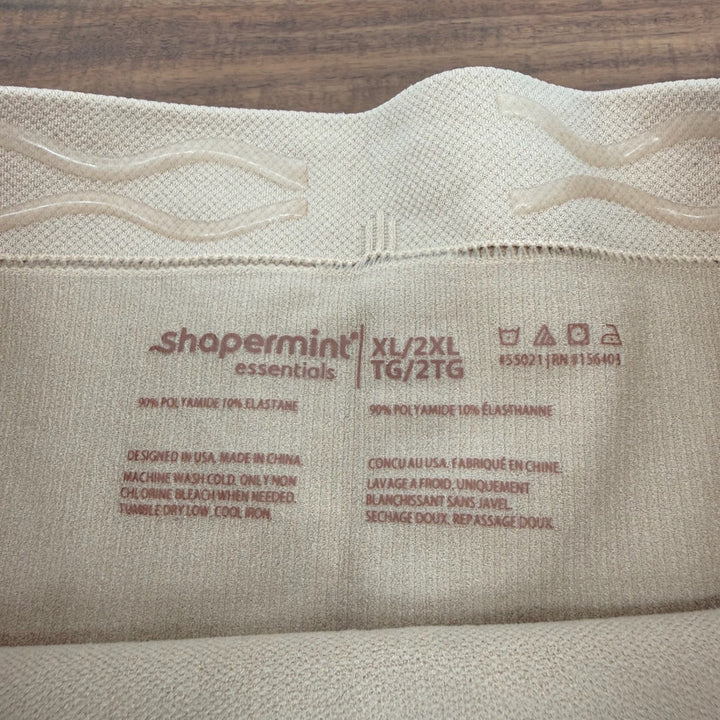 shapermint
essentials
XL/2XL
TG/2TG
#55021 | RN #156403
90% POLYAMIDE 10% ELASTANE
90% POLYAMIDE 10% ÉLASTHANNE
DESIGNED IN USA, MADE IN CHINA.
MACHINE WASH COLD. ONLY NON
CHLORINE BLEACH WHEN NEEDED.
TUMBLE DRY LOW. COOL IRON.
CONCU AU USA. FABRIQUÉ EN CHINE.
LAVAGE A FROID. UNIQUEMENT
BLANCHISSANT SANS JAVEL.
SECHAGE DOUX. REPASSAGE DOUX.